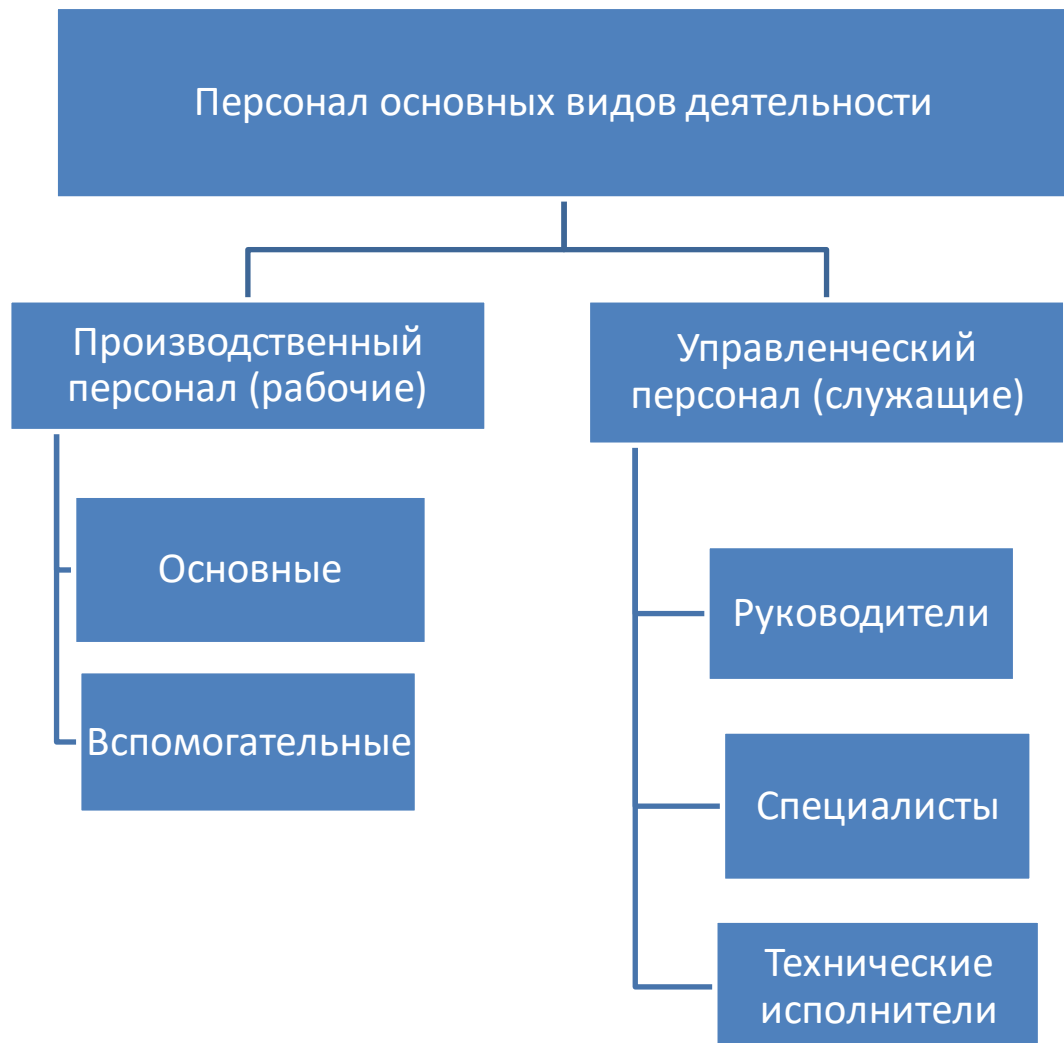 Персонал основных видов деятельности
Производственный
персонал (рабочие)
Основные
Вспомогательные
Управленческий
персонал (служащие)
Руководители
Специалисты
Технические
исполнители